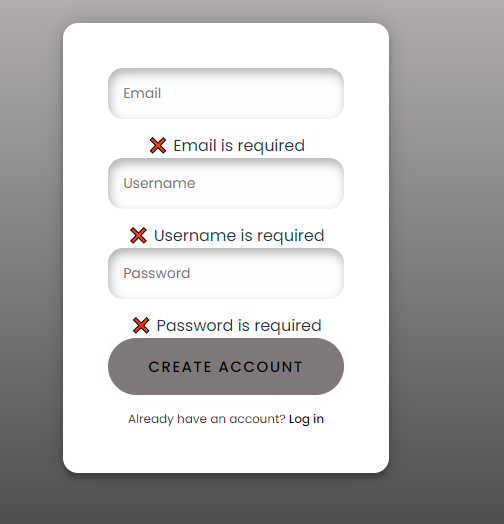 Email
❌ Email is required
Username
❌ Username is required
Password
❌ Password is required
CREATE ACCOUNT
Already have an account? Log in